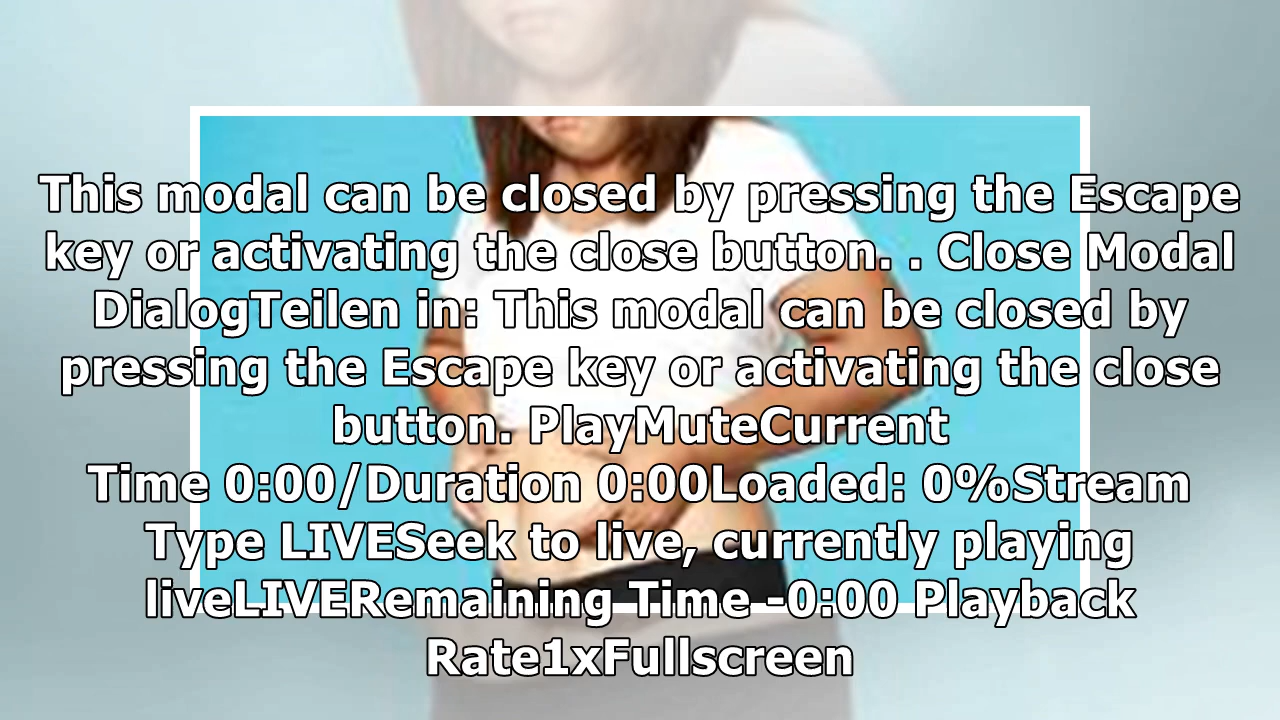 This modal can be closed by pressing the Escape
key or activating the close button. . Close Modal
DialogTeilen in: This modal can be closed by
pressing the Escape key or activating the close
button. PlayMuteCurrent
Time 0:00/Duration 0:00Loaded: 0%Stream
Type LIVESeek to live, currently playing
liveLIVERemaining Time -0:00 Playback
Rate1xFullscreen